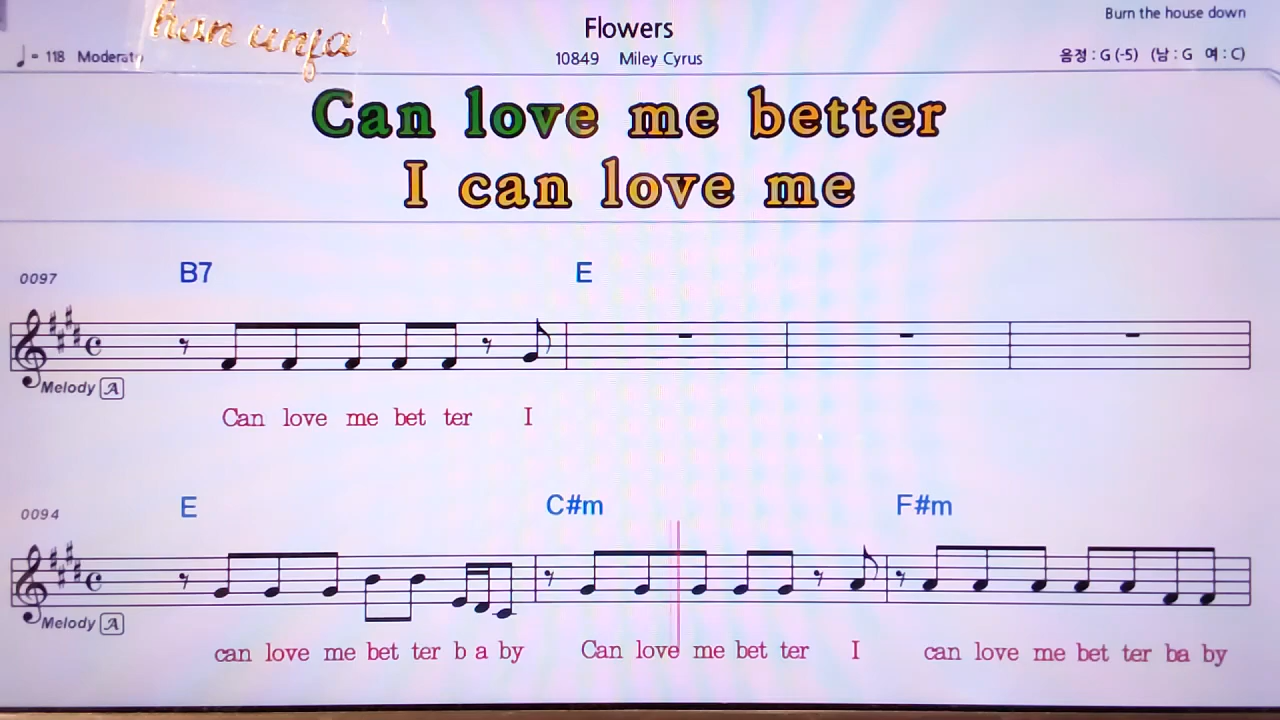 han unja
Flowers
Burn the house down
♩= 118 Moderato
10849 Miley Cyrus
음정 : G (-5) (남 : G 여 : C)
Can love me better
I can love me
0097
B7 E
Melody A
Can love me bet ter I
0094
E C#m F#m
Melody A
can love me bet ter b a by Can love me bet ter I can love me bet ter ba by